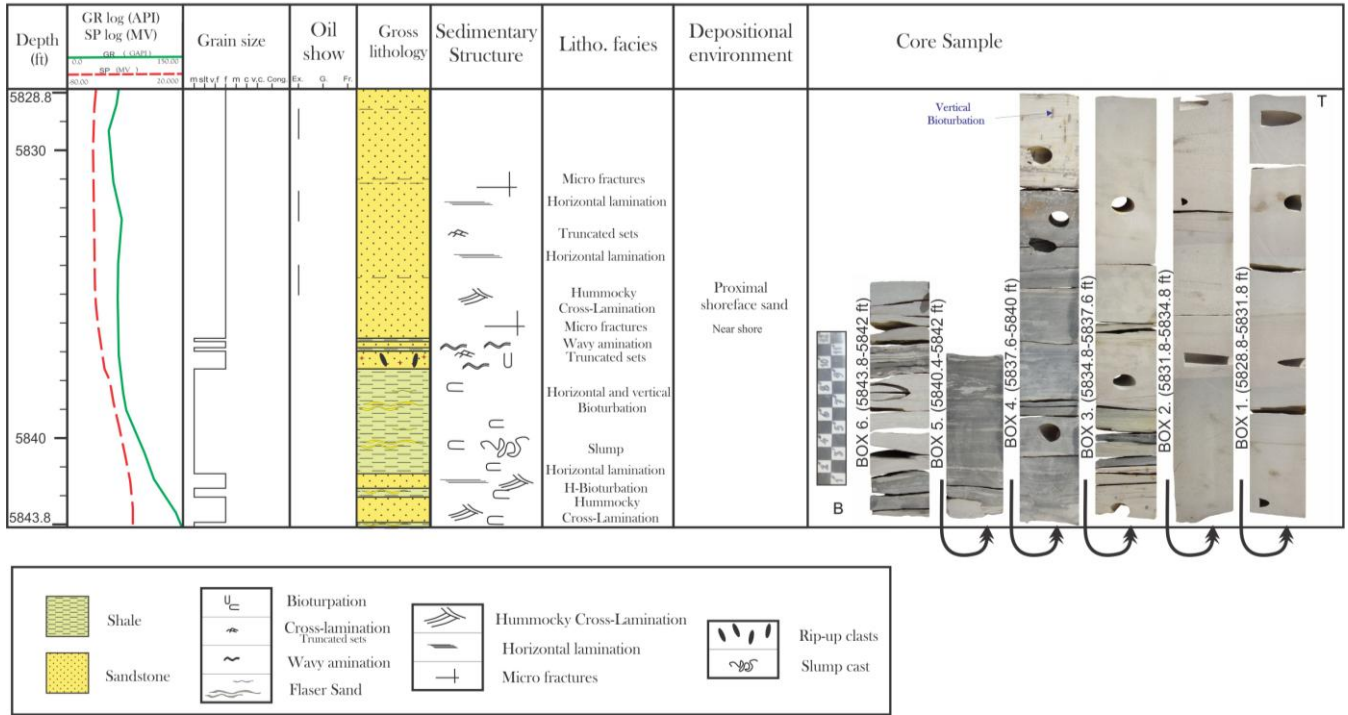 Depth
(ft)
GR log (API)
SP log (MV)
GR (GAPI)
0.0 150.00
SP (MV)
-80.00 20.000
Grain size
m slt v.f f m c v.c. Cong.
Oil
show
Ex. G. Fr.
Gross
lithology
Sedimentary
Structure
Litho. facies
Depositional
environment
Core Sample
5828.8
5830
5840
5843.8
Micro fractures
Horizontal lamination
Truncated sets
Horizontal lamination
Hummocky
Cross-Lamination
Micro fractures
Wavy amination
Truncated sets
Horizontal and vertical
Bioturbation
Slump
Horizontal lamination
H-Bioturbation
Hummocky
Cross-Lamination
Proximal
shoreface sand
Near shore
Vertical
Bioturbation
T
B
BOX 6. (5843.8-5842 ft)
BOX 5. (5840.4-5842 ft)
BOX 4. (5837.6-5840 ft)
BOX 3. (5834.8-5837.6 ft)
BOX 2. (5831.8-5834.8 ft)
BOX 1. (5828.8-5831.8 ft)
Shale
Sandstone
Bioturpation
Cross-lamination
Truncated sets
Wavy amination
Flaser Sand
Hummocky Cross-Lamination
Horizontal lamination
Micro fractures
Rip-up clasts
Slump cast